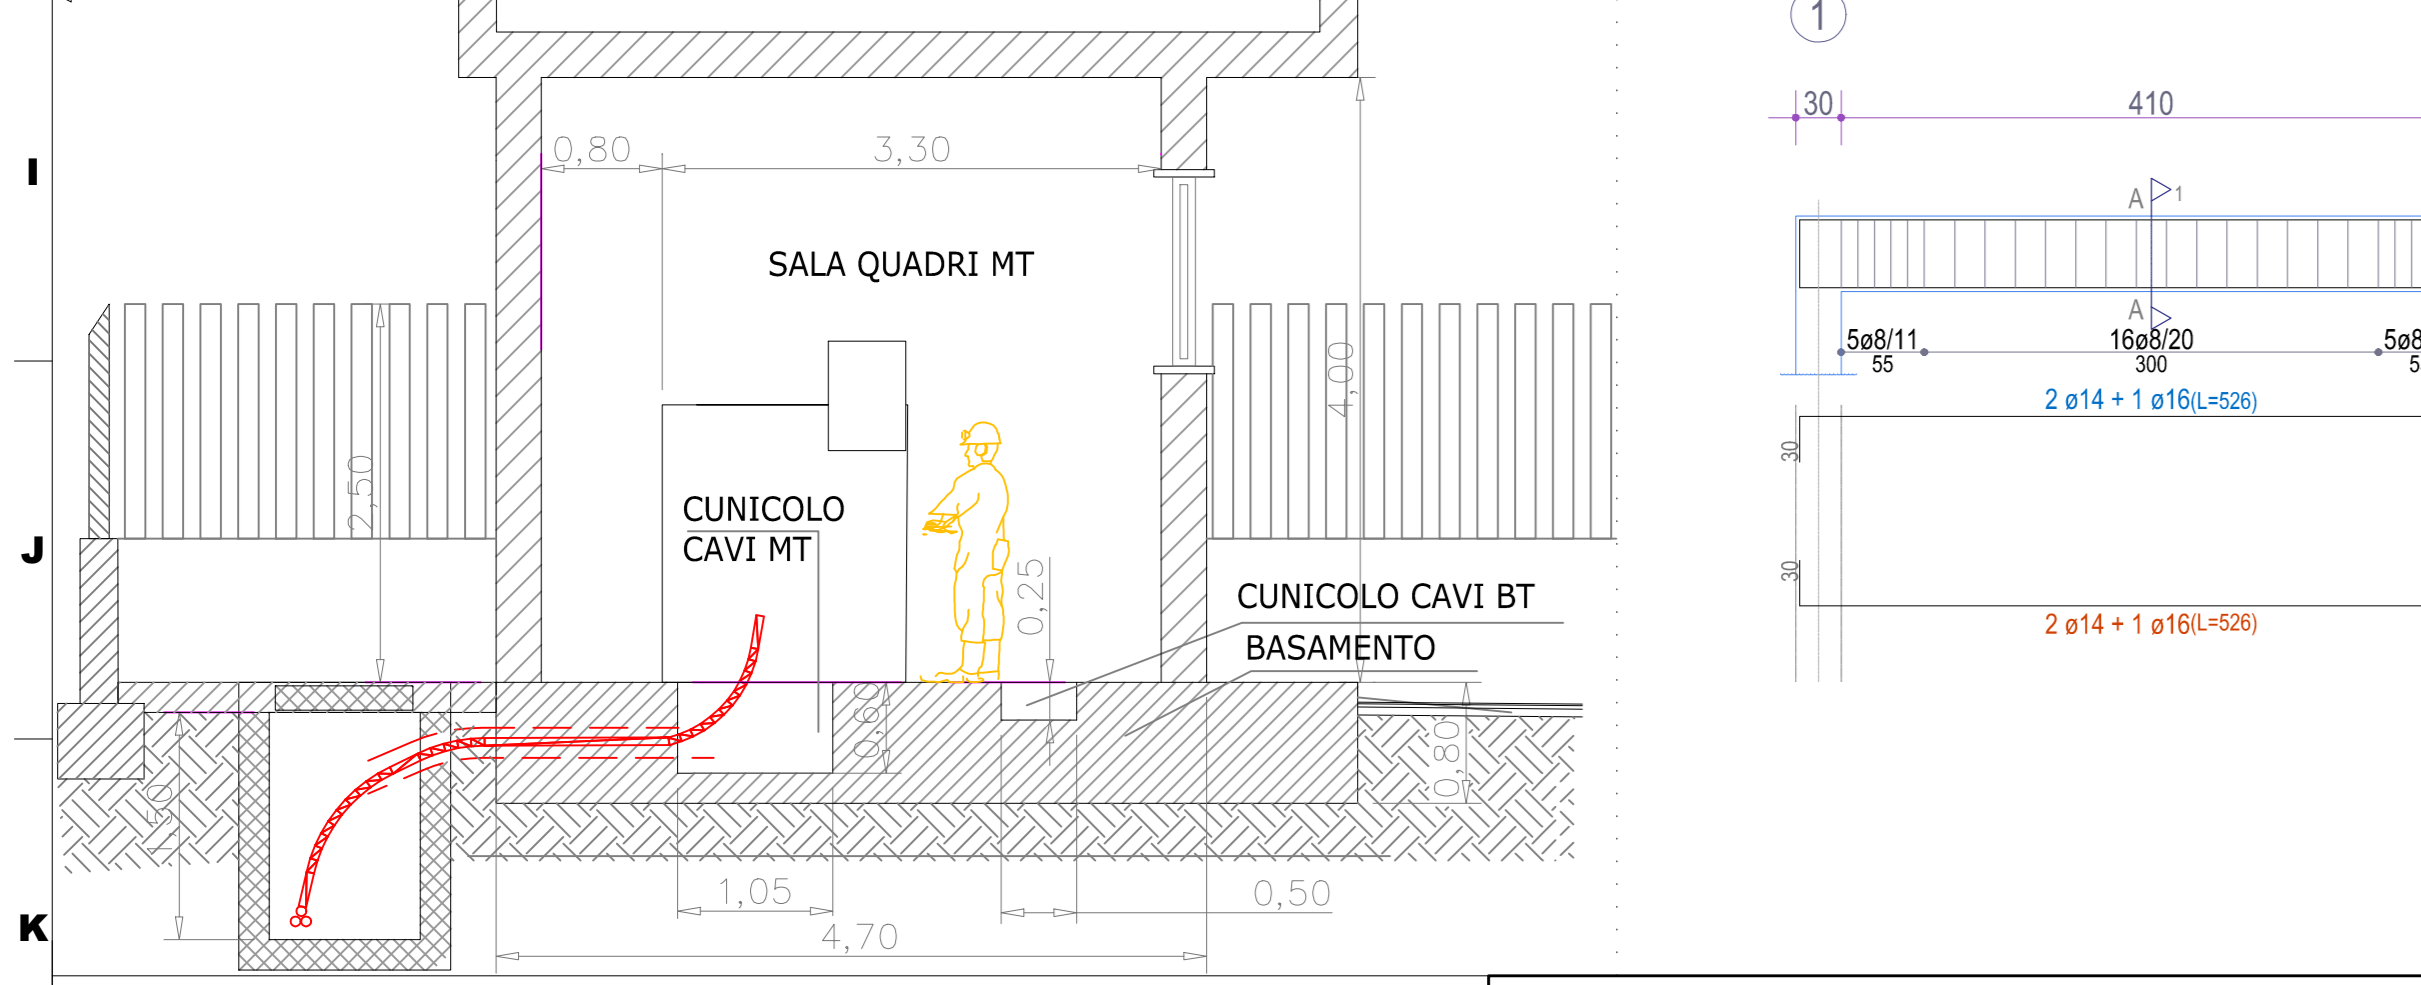 1
30
410
I
0,80
3,30
A
1
SALA QUADRI MT
A
5ø8/11
16ø8/20
55
300
4,00
2 ø14 + 1 ø16(L=526)
30
2,50
CUNICOLO
CAVI MT
J
0,25
30
CUNICOLO CAVI BT
BASAMENTO
2 ø14 + 1 ø16(L=526)
0,60
0,80
1,50
1,05
0,50
K
4,70